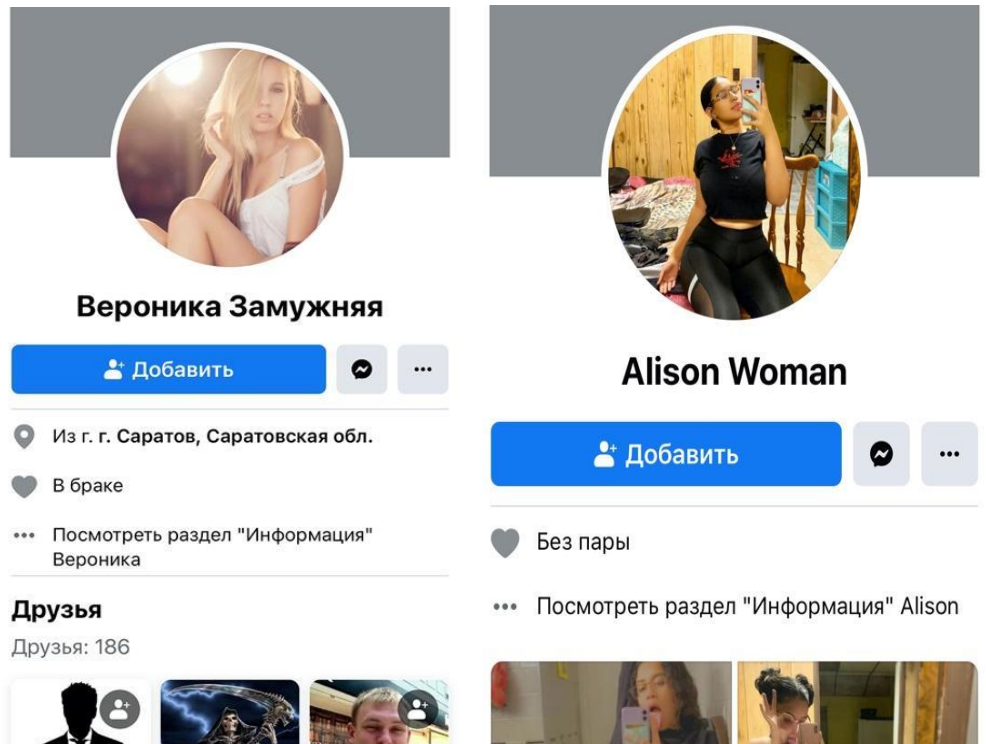 Вероника Замужняя
Добавить
Из г. г. Саратов, Саратовская обл.
В браке
Посмотреть раздел "Информация"
Вероника
Друзья
Друзья: 186
Alison Woman
Добавить
Без пары
Посмотреть раздел "Информация" Alison